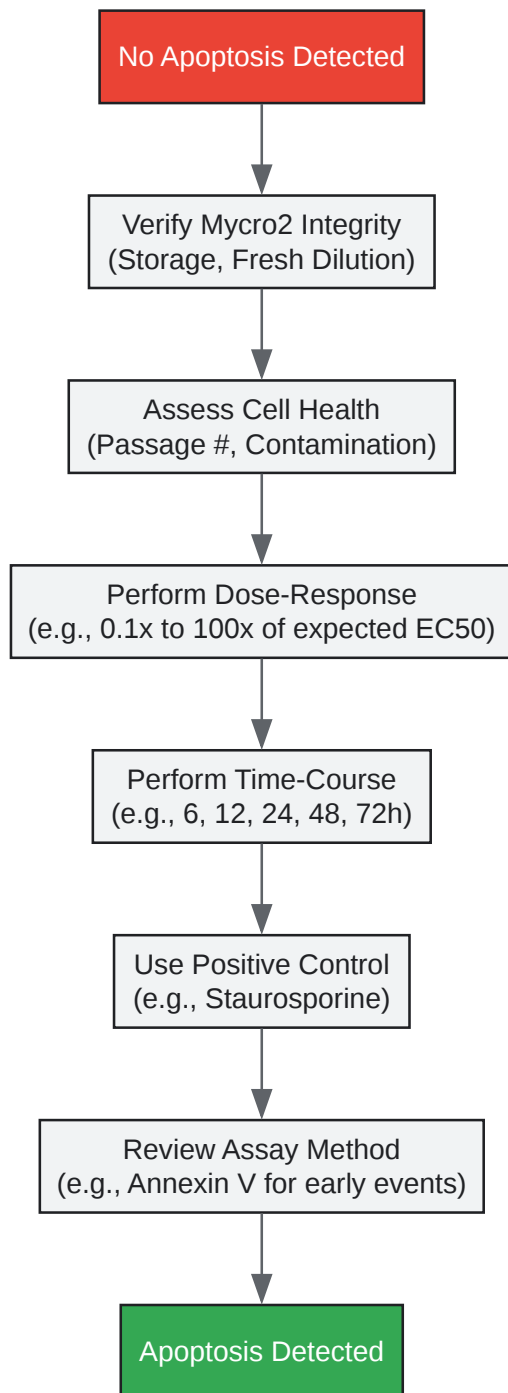 No Apoptosis Detected
Verify Mycro2 Integrity
(Storage, Fresh Dilution)
Assess Cell Health
(Passage #, Contamination)
Perform Dose-Response
(e.g., 0.1x to 100x of expected EC50)
Perform Time-Course
(e.g., 6, 12, 24, 48, 72h)
Use Positive Control
(e.g., Staurosporine)
Review Assay Method
(e.g., Annexin V for early events)
Apoptosis Detected